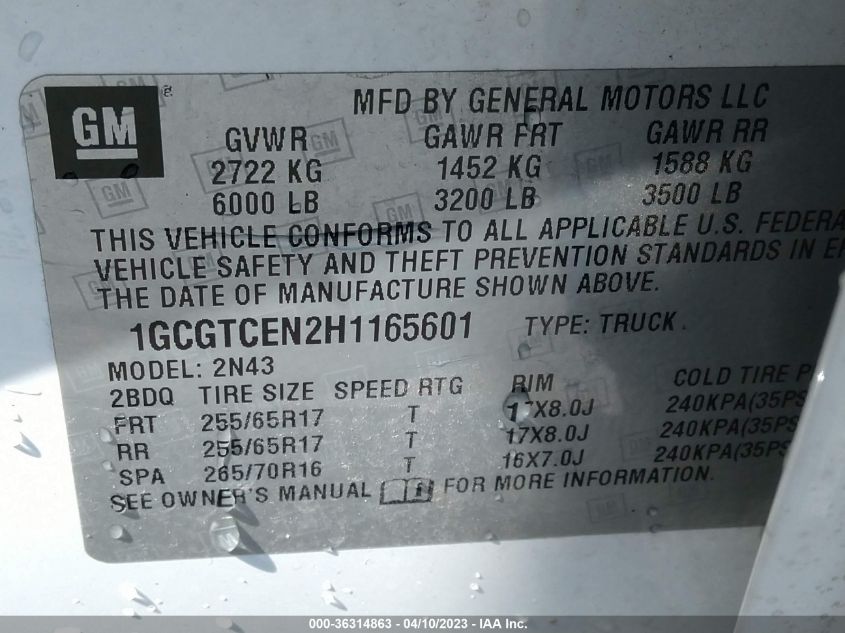 GM
MFD BY GENERAL MOTORS LLC
GVWR GAWR FRT GAWR RR
2722 KG 1452 KG 1588 KG
6000 LB 3200 LB 3500 LB
THIS VEHICLE CONFORMS TO ALL APPLICABLE U.S. FEDERA
VEHICLE SAFETY AND THEFT PREVENTION STANDARDS IN
THE DATE OF MANUFACTURE SHOWN ABOVE.
1GCGTCEN2H1165601 TYPE: TRUCK.
MODEL: 2N43
2BDQ TIRE SIZE SPEED RTG RIM COLD TIRE P
FRT 255/65R17 T 17X8.0J 240KPA(35PS
RR 255/65R17 T 17X8.0J 240KPA(35PS
SPA 265/70R16 T 16X7.0J 240KPA(35PS
SEE OWNER'S MANUAL FOR MORE INFORMATION.
000-36314863 - 04/10/2023 - IAA Inc.